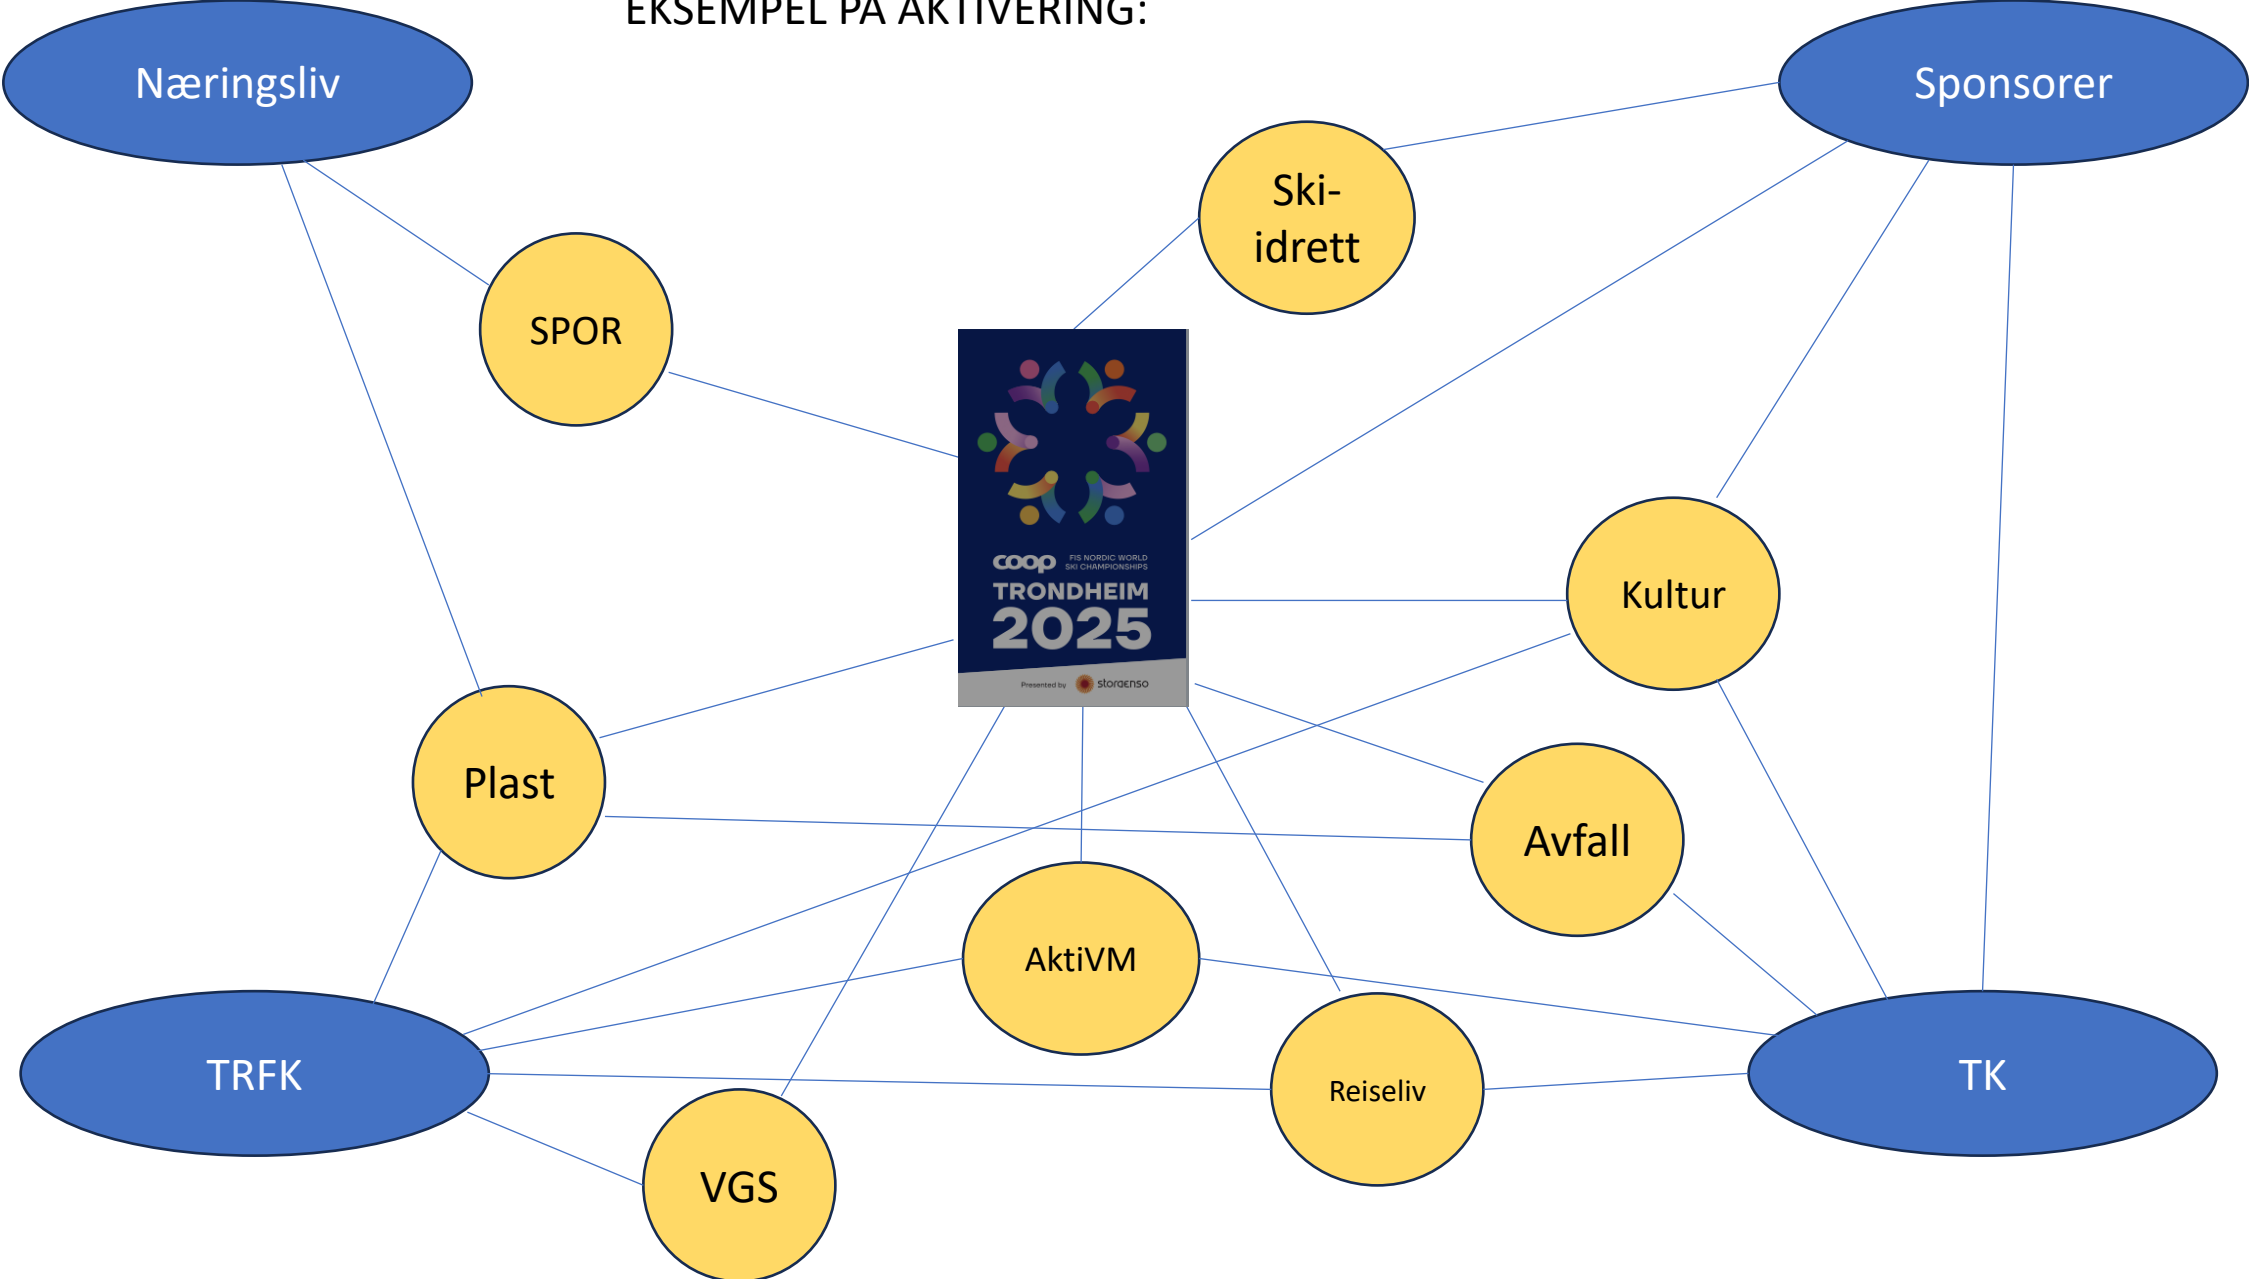 EKSEMPEL PÅ AKTIVERING:
Næringsliv
Sponsorer
Ski-
idrett
SPOR
coop FIS NORDIC WORLD
SKI CHAMPIONSHIPS
TRONDHEIM
2025
Presented by storaenso
Kultur
Plast
Avfall
AktiVM
TRFK
Reiseliv
TK
VGS